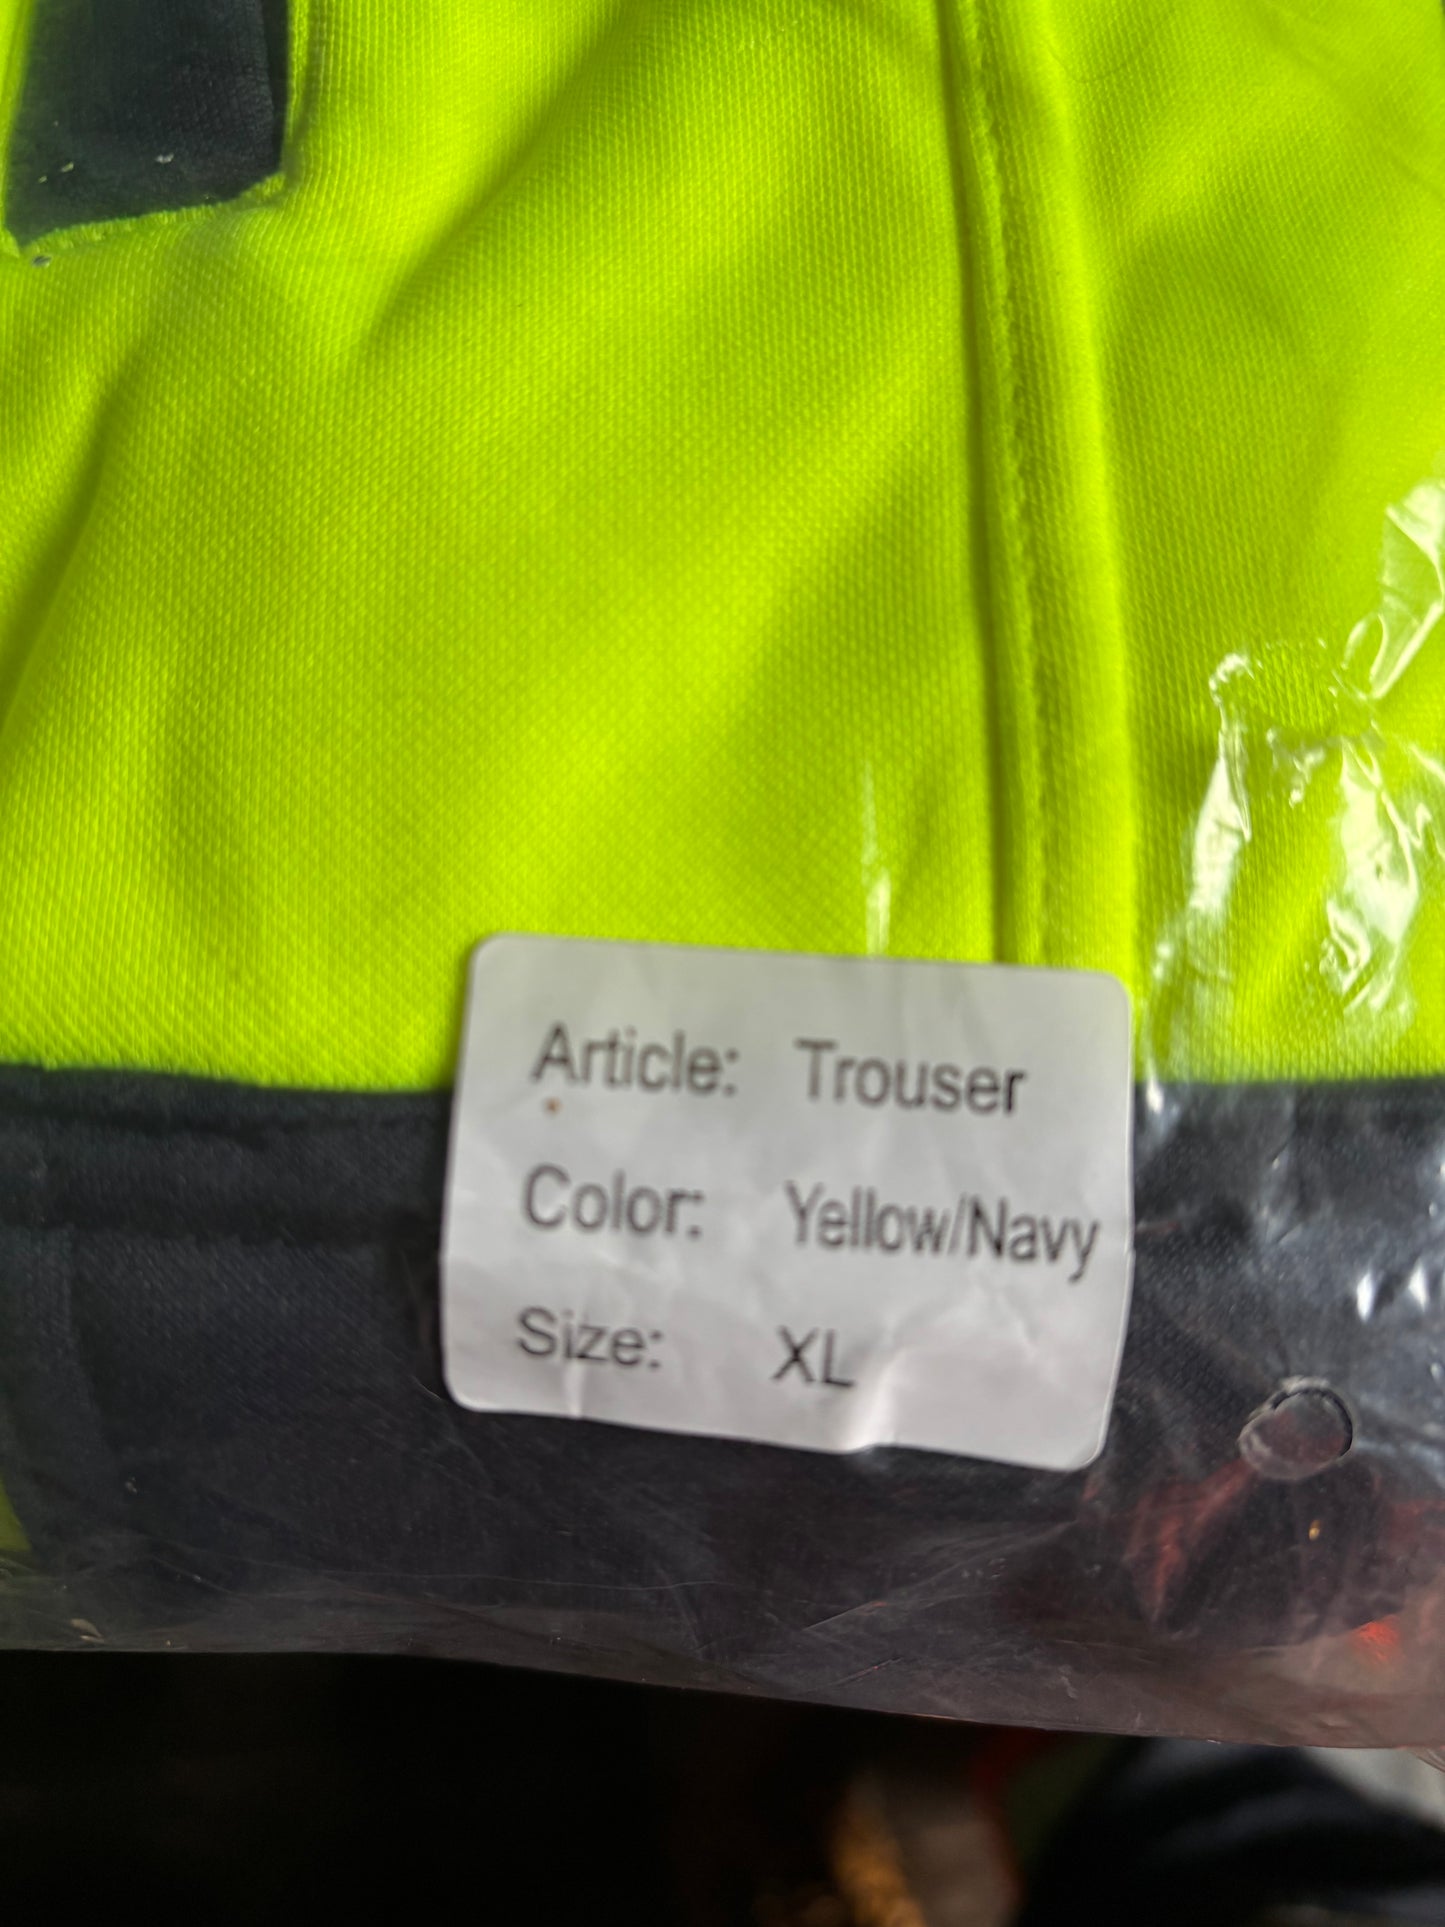 Article: Trouser
Color: Yellow/Navy
Size: XL